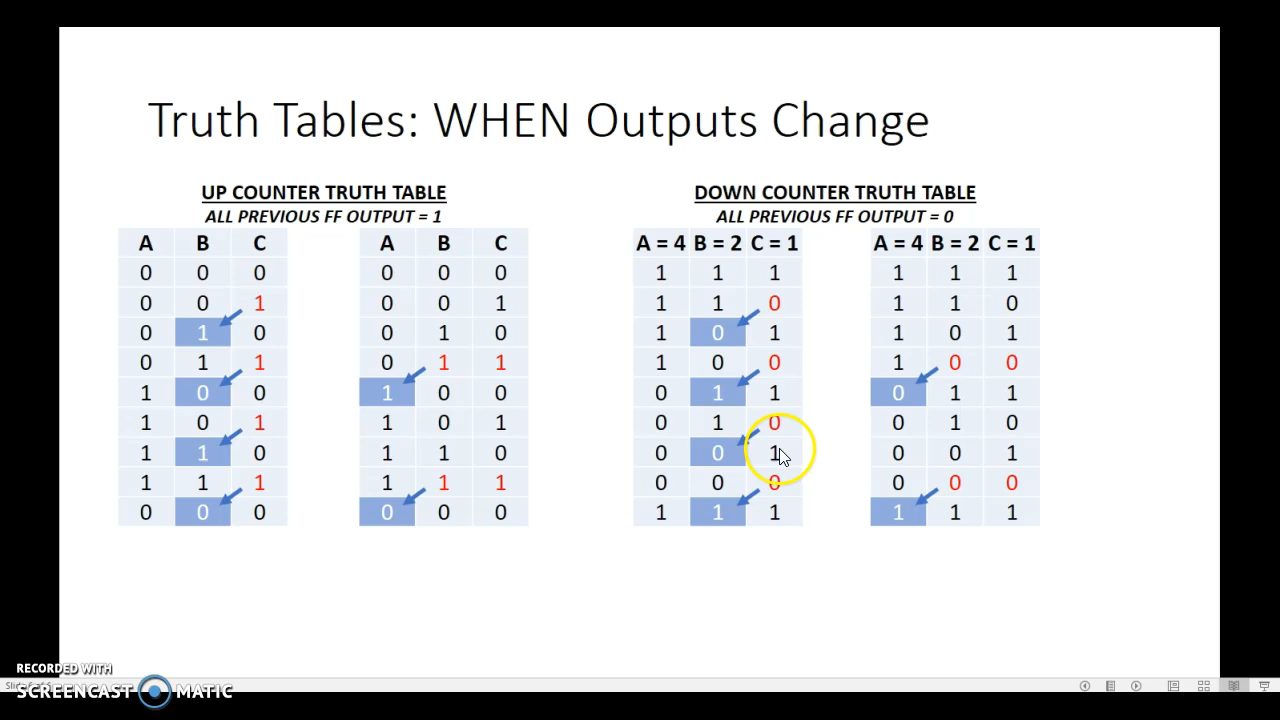 Truth Tables: WHEN Outputs Change
UP COUNTER TRUTH TABLE
ALL PREVIOUS FF OUTPUT = 1
A B C
0 0 0
0 0 1
0 1 0
0 1 1
1 0 0
1 0 1
1 1 0
1 1 1
0 0 0
A B C
0 0 0
0 0 1
0 1 0
0 1 1
1 0 0
1 0 1
1 1 0
1 1 1
0 0 0
DOWN COUNTER TRUTH TABLE
ALL PREVIOUS FF OUTPUT = 0
A = 4 B = 2 C = 1
1 1 1
1 1 0
1 0 1
1 0 0
0 1 1
0 1 0
0 0 1
0 0 0
1 1 1
A = 4 B = 2 C = 1
1 1 1
1 1 0
1 0 1
1 0 0
0 1 1
0 1 0
0 0 1
0 0 0
1 1 1
RECORDED WITH
SCREENCAST MATIC